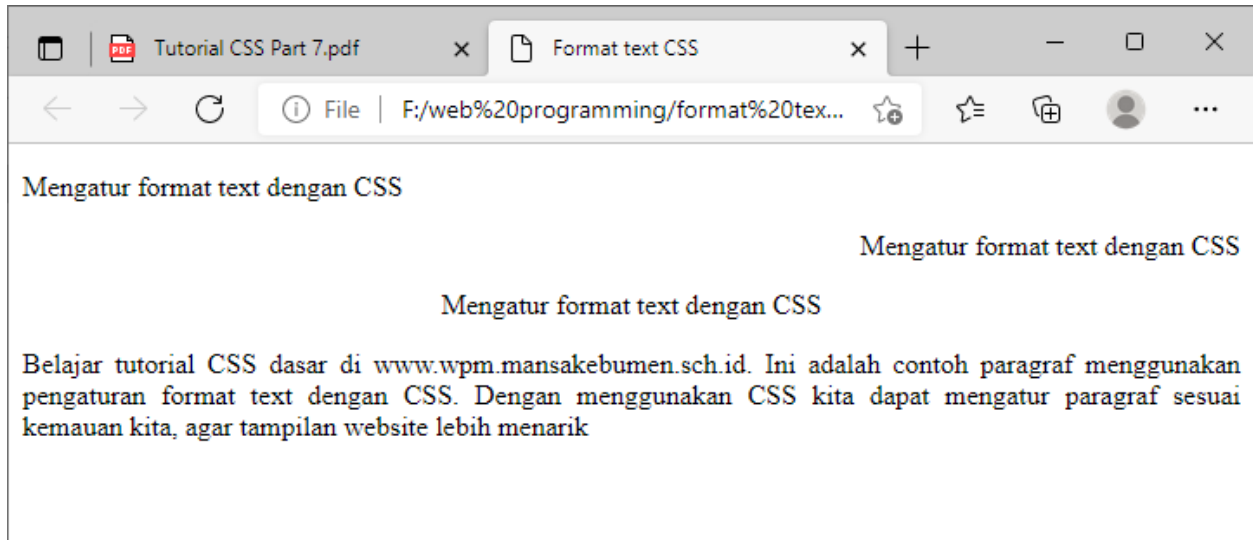 PDF Tutorial CSS Part 7.pdf Format text CSS
File F:/web%20programming/format%20tex...
Mengatur format text dengan CSS
Mengatur format text dengan CSS
Mengatur format text dengan CSS
Belajar tutorial CSS dasar di www.wpm.mansakebumen.sch.id. Ini adalah contoh paragraf menggunakan
pengaturan format text dengan CSS. Dengan menggunakan CSS kita dapat mengatur paragraf sesuai
kemauan kita, agar tampilan website lebih menarik